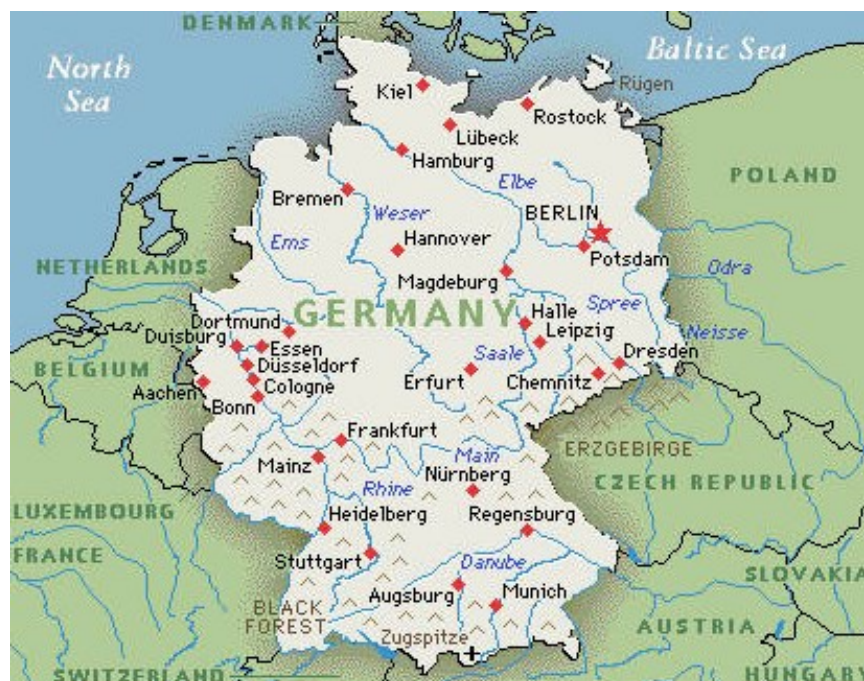 DENMARK
North
Sea
Baltic Sea
Kiel
Rügen
Rostock
Lübeck
Hamburg
Elbe
POLAND
Bremen
Weser
BERLIN
Ems
Hannover
Potsdam
NETHERLANDS
Magdeburg
Odra
GERMANY
Spree
Halle
Dortmund
Neisse
Duisburg
Essen
Leipzig
BELGIUM
Düsseldorf
Saale
Dresden
Aachen
Cologne
Erfurt
Chemnitz
Bonn
Frankfurt
ERZGEBIRGE
Mainz
Main
Nürnberg
CZECH REPUBLIC
Rhine
LUXEMBOURG
Heidelberg
Regensburg
FRANCE
Stuttgart
Danube
SLOVAKIA
Augsburg
Munich
BLACK
FOREST
AUSTRIA
Zugspitze
SWITZERLAND
HUNGARY